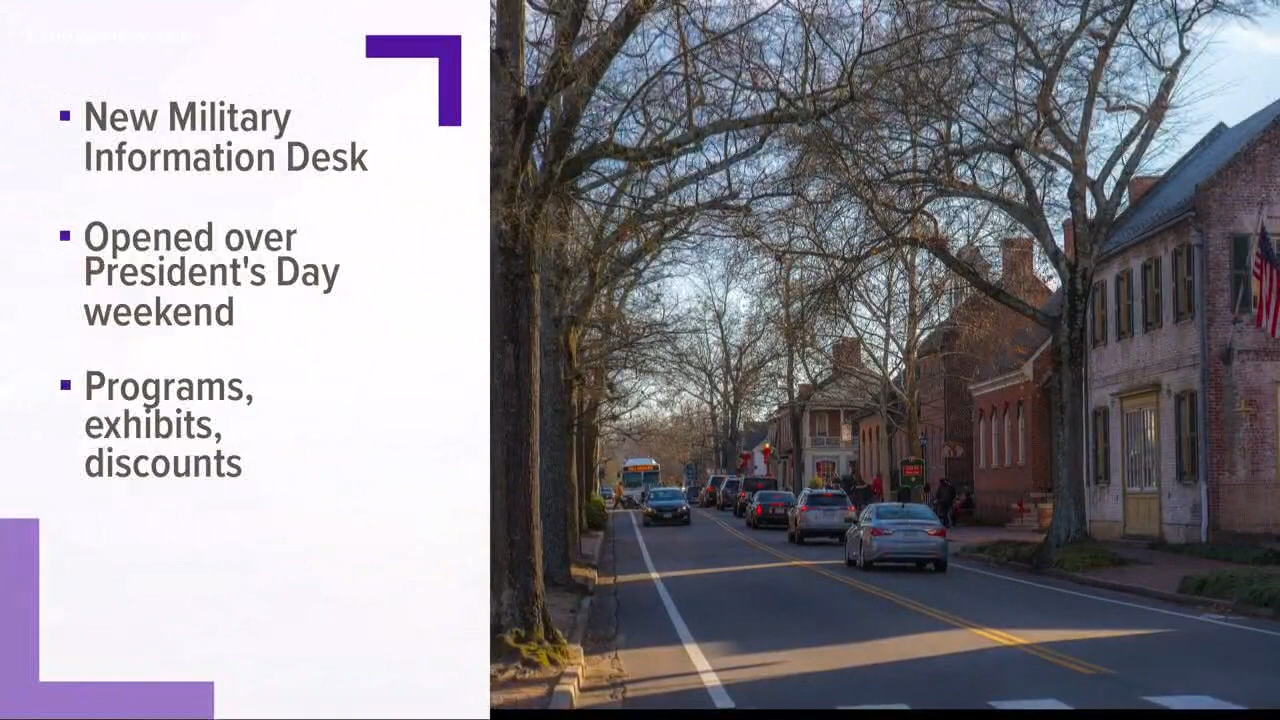 New Military
Information Desk
Opened over
President's Day
weekend
Programs,
exhibits,
discounts